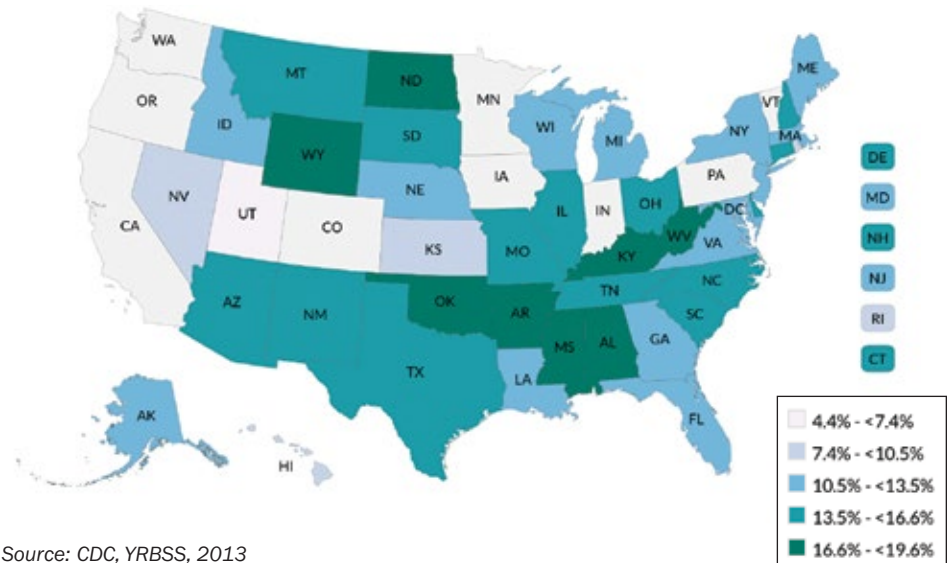 WA
MT
ND
MN
ME
VT
OR
ID
SD
WI
MI
NY
MA
WY
NE
IA
PA
NV
UT
CO
KS
IL
IN
OH
DC
CA
MO
KY
WV
VA
AZ
NM
OK
AR
TN
NC
SC
TX
MS
AL
GA
LA
FL
AK
HI
DE
MD
NH
NJ
RI
CT
4.4% - <7.4%
7.4% - <10.5%
10.5% - <13.5%
13.5% - <16.6%
16.6% - <19.6%
Source: CDC, YRBSS, 2013